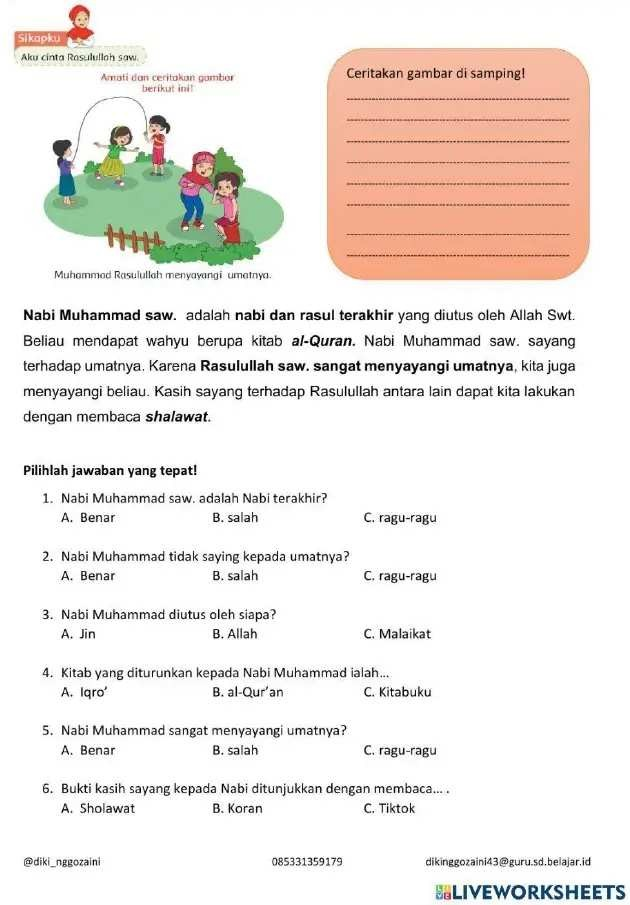 Sikapku
Aku cinta Rasulullah saw.
Amati dan ceritakan gambar
berikut ini!
Muhammad Rasulullah menyayangi umatnya.
Ceritakan gambar di samping!
Nabi Muhammad saw. adalah nabi dan rasul terakhir yang diutus oleh Allah Swt.
Beliau mendapat wahyu berupa kitab al-Quran. Nabi Muhammad saw. sayang
terhadap umatnya. Karena Rasulullah saw. sangat menyayangi umatnya, kita juga
menyayangi beliau. Kasih sayang terhadap Rasulullah antara lain dapat kita lakukan
dengan membaca shalawat.
Pilihlah jawaban yang tepat!
1. Nabi Muhammad saw. adalah Nabi terakhir?
A. Benar B. salah C. ragu-ragu
2. Nabi Muhammad tidak saying kepada umatnya?
A. Benar B. salah C. ragu-ragu
3. Nabi Muhammad diutus oleh siapa?
A. Jin B. Allah C. Malaikat
4. Kitab yang diturunkan kepada Nabi Muhammad ialah...
A. Iqro’ B. al-Qur’an C. Kitabuku
5. Nabi Muhammad sangat menyayangi umatnya?
A. Benar B. salah C. ragu-ragu
6. Bukti kasih sayang kepada Nabi ditunjukkan dengan membaca... .
A. Sholawat B. Koran C. Tiktok
@diki_nggozaini 085331359179 dikinggozaini43@guru.sd.belajar.id
LIVEWORKSHEETS